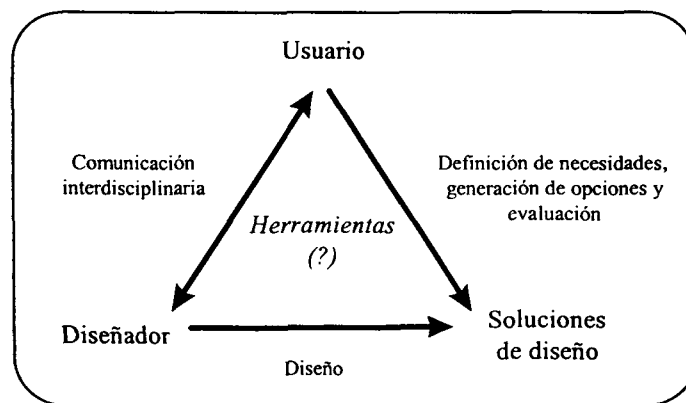 Usuario
Comunicación
interdisciplinaria
Definición de necesidades,
generación de opciones y
evaluación
Herramientas
(?)
Diseñador
Soluciones
de diseño
Diseño